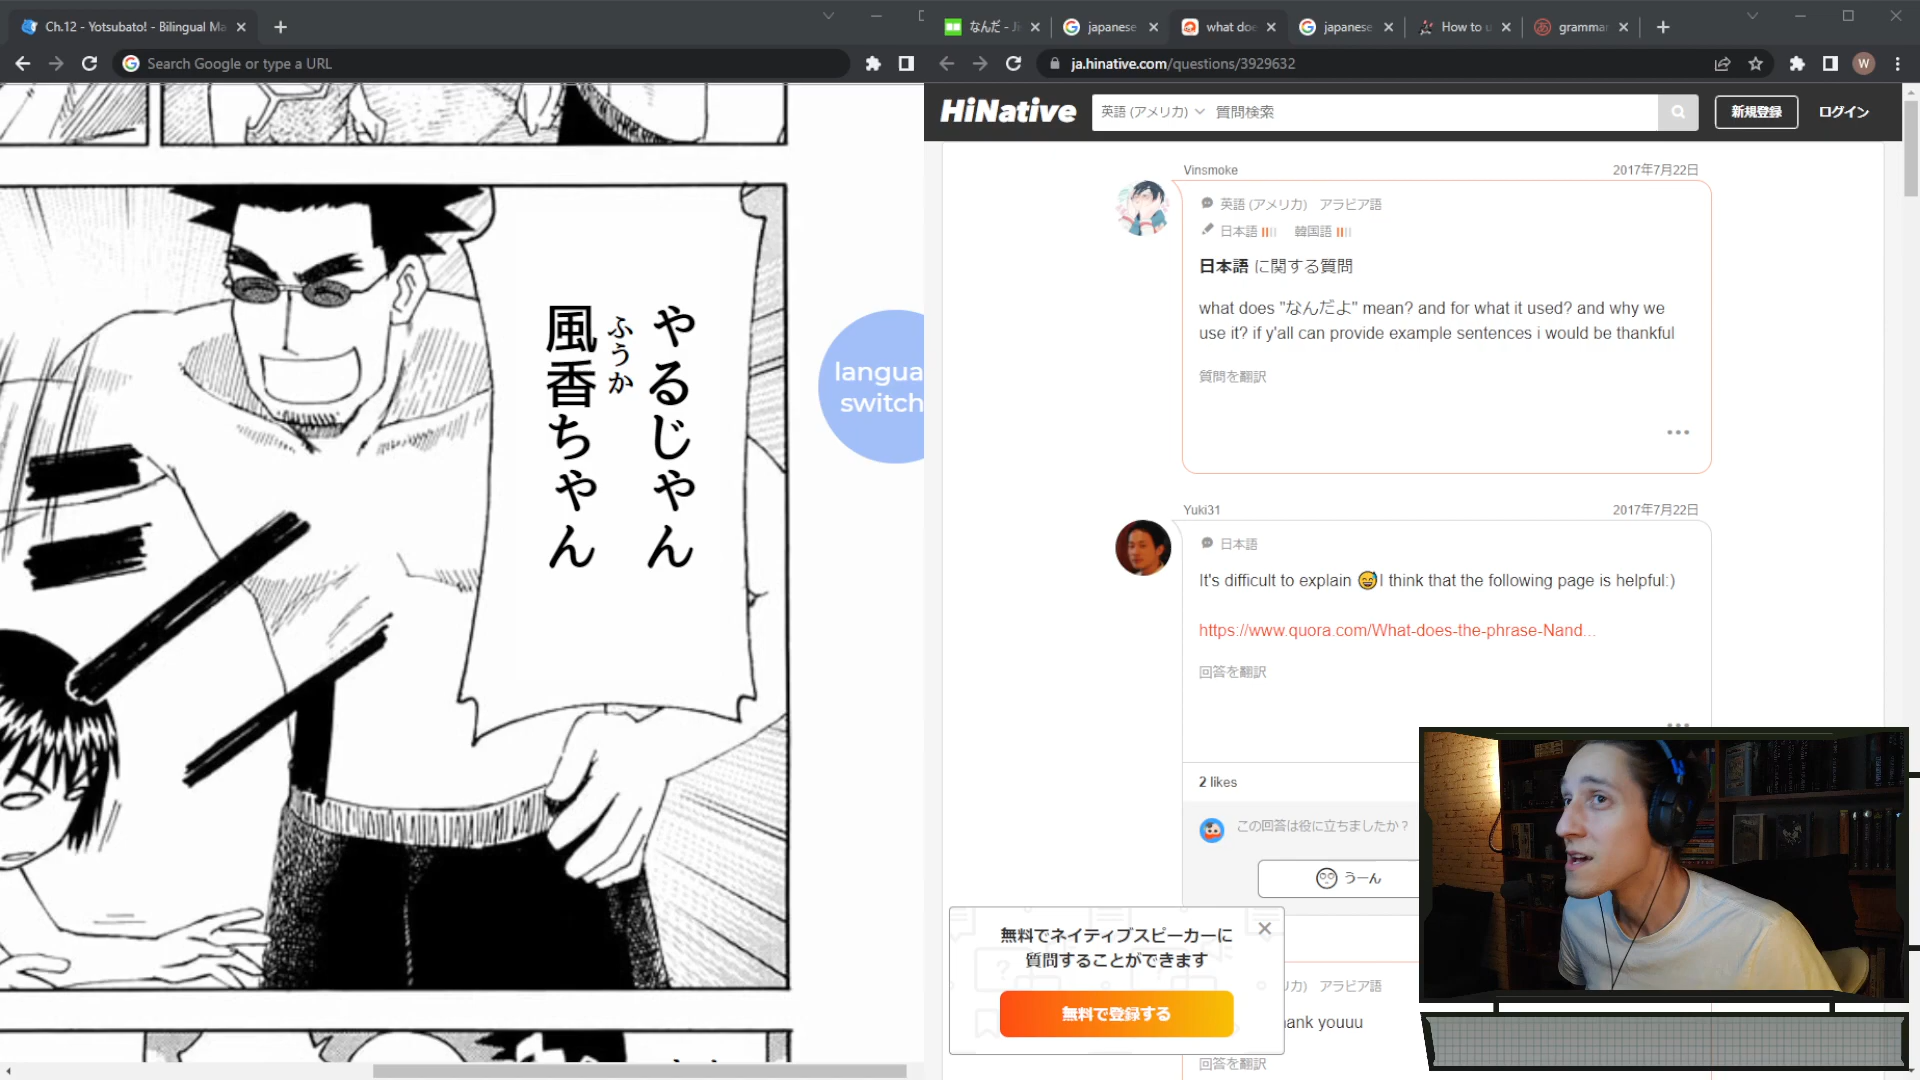 Ch.12 - Yotsubato! - Bilingual Ma
Search Google or type a URL
やるじゃん
風香ちゃん
ふうか
langua
switch
なんだ - Ji
japanese
what doe
japanese
How to u
gramma
ja.hinative.com/questions/3929632
W
HiNative
英語 (アメリカ)
質問検索
新規登録
ログイン
Vinsmoke
2017年7月22日
英語 (アメリカ) アラビア語
日本語 韓国語
日本語 に関する質問
what does "なんだよ" mean? and for what it used? and why we
use it? if y'all can provide example sentences i would be thankful
質問を翻訳
Yuki31
2017年7月22日
日本語
It's difficult to explain 😅I think that the following page is helpful:)
https://www.quora.com/What-does-the-phrase-Nand...
回答を翻訳
2 likes
この回答は役に立ちましたか？
うーん
無料でネイティブスピーカーに
質問することができます
無料で登録する
リカ) アラビア語
ank youuu
回答を翻訳